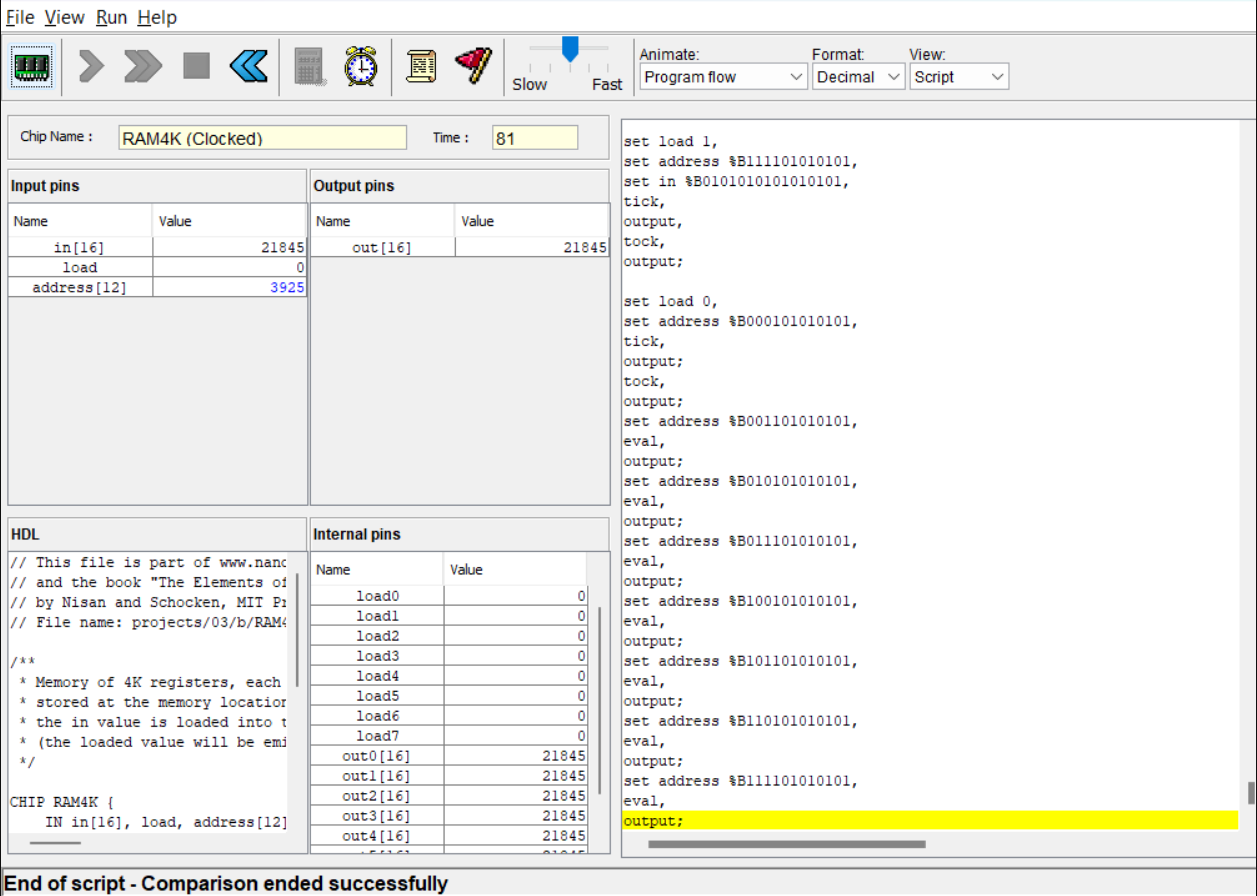 File View Run Help
Slow Fast
Animate: Format: View:
Program flow Decimal Script
Chip Name : RAM4K (Clocked) Time : 81
Input pins
Name Value
in[16] 21845
load 0
address[12] 3925
Output pins
Name Value
out[16] 21845
HDL
// This file is part of www.nand
// and the book "The Elements of
// by Nisan and Schocken, MIT Pr
// File name: projects/03/b/RAM4
/**
* Memory of 4K registers, each
* stored at the memory location
* the in value is loaded into t
* (the loaded value will be emi
*/
CHIP RAM4K {
IN in[16], load, address[12]
Internal pins
Name Value
load0 0
load1 0
load2 0
load3 0
load4 0
load5 0
load6 0
load7 0
out0[16] 21845
out1[16] 21845
out2[16] 21845
out3[16] 21845
out4[16] 21845
set load 1,
set address %B111101010101,
set in %B0101010101010101,
tick,
output,
tock,
output;
set load 0,
set address %B000101010101,
tick,
output;
tock,
output;
set address %B001101010101,
eval,
output;
set address %B010101010101,
eval,
output;
set address %B011101010101,
eval,
output;
set address %B100101010101,
eval,
output;
set address %B101101010101,
eval,
output;
set address %B110101010101,
eval,
output;
set address %B111101010101,
eval,
output;
End of script - Comparison ended successfully